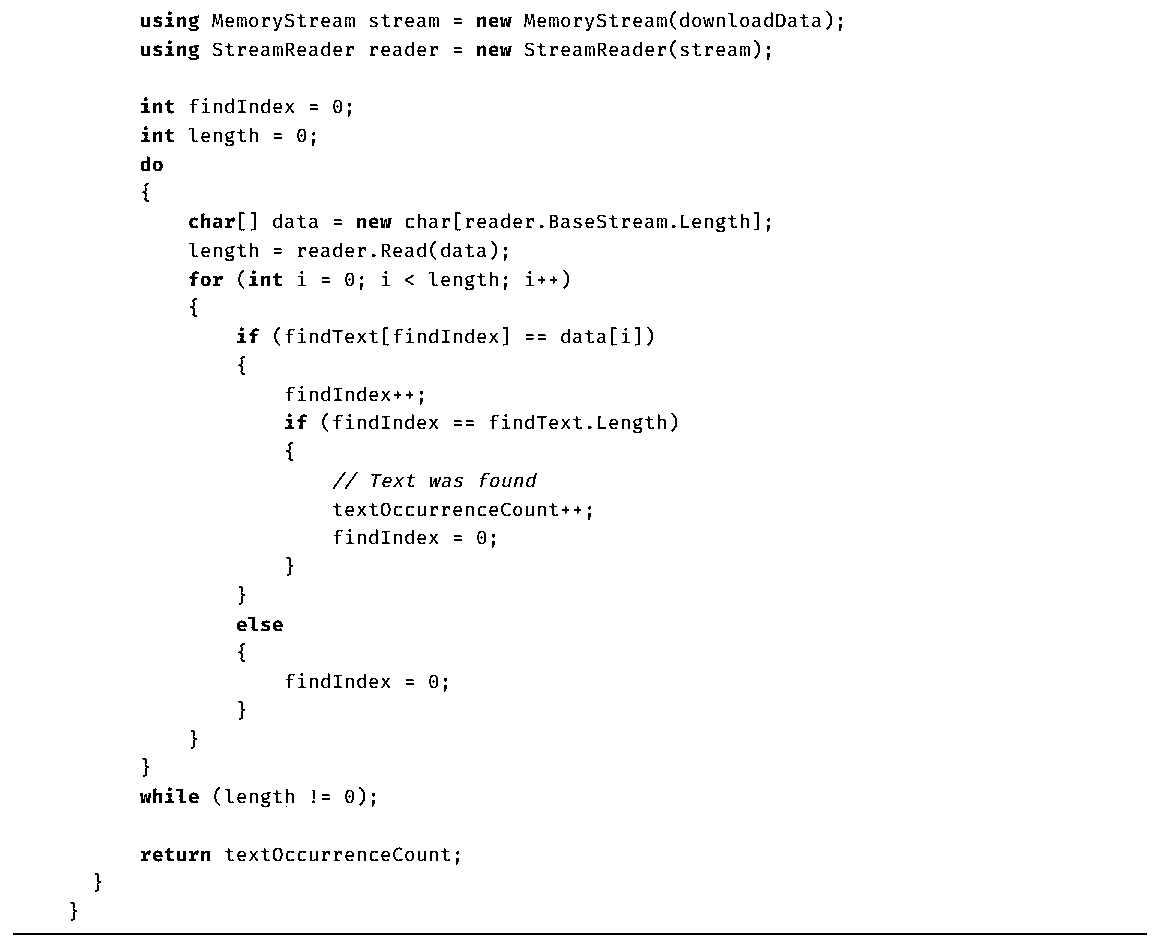 using MemoryStream stream = new MemoryStream(downloadData);
using StreamReader reader = new StreamReader(stream);

int findIndex = 0;
int length = 0;
do
{
    char[] data = new char[reader.BaseStream.Length];
    length = reader.Read(data);
    for (int i = 0; i < length; i++)
    {
        if (findText[findIndex] == data[i])
        {
            findIndex++;
            if (findIndex == findText.Length)
            {
                // Text was found
                textOccurrenceCount++;
                findIndex = 0;
            }
        }
        else
        {
            findIndex = 0;
        }
    }
}
while (length != 0);

return textOccurrenceCount;
}
}